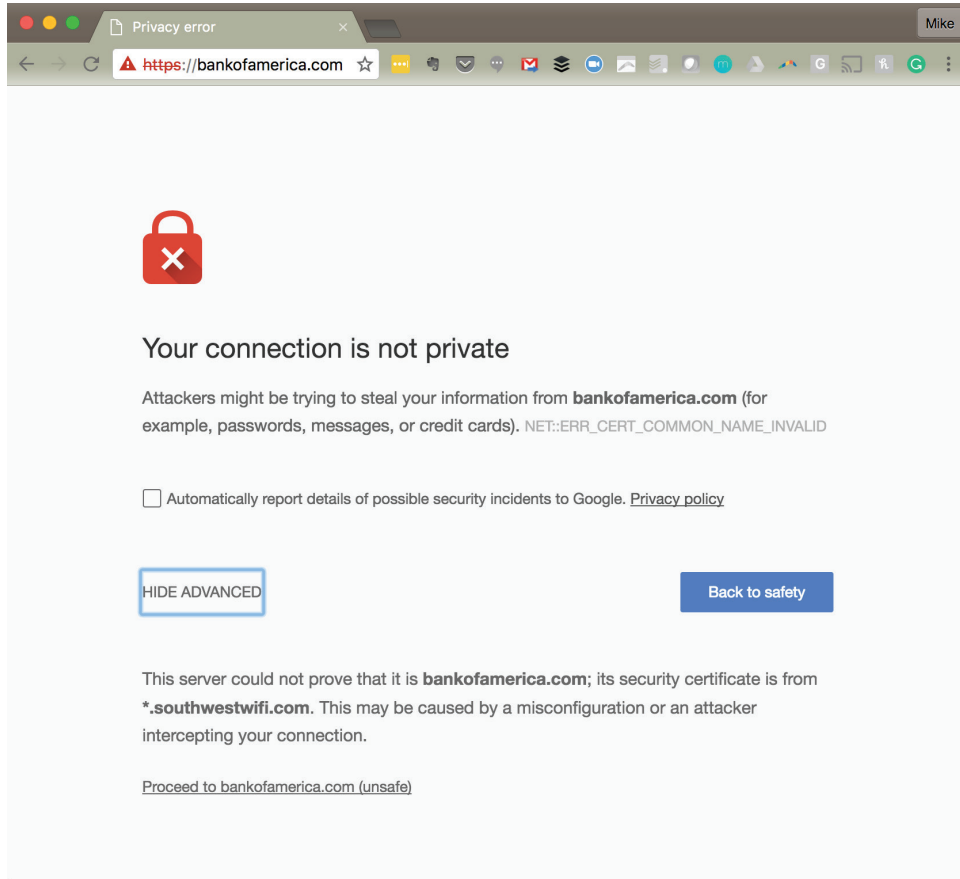 Privacy error
Mike
https://bankofamerica.com
Your connection is not private
Attackers might be trying to steal your information from bankofamerica.com (for
example, passwords, messages, or credit cards). NET::ERR_CERT_COMMON_NAME_INVALID
Automatically report details of possible security incidents to Google. Privacy policy
HIDE ADVANCED
Back to safety
This server could not prove that it is bankofamerica.com; its security certificate is from
*.southwestwifi.com. This may be caused by a misconfiguration or an attacker
intercepting your connection.
Proceed to bankofamerica.com (unsafe)